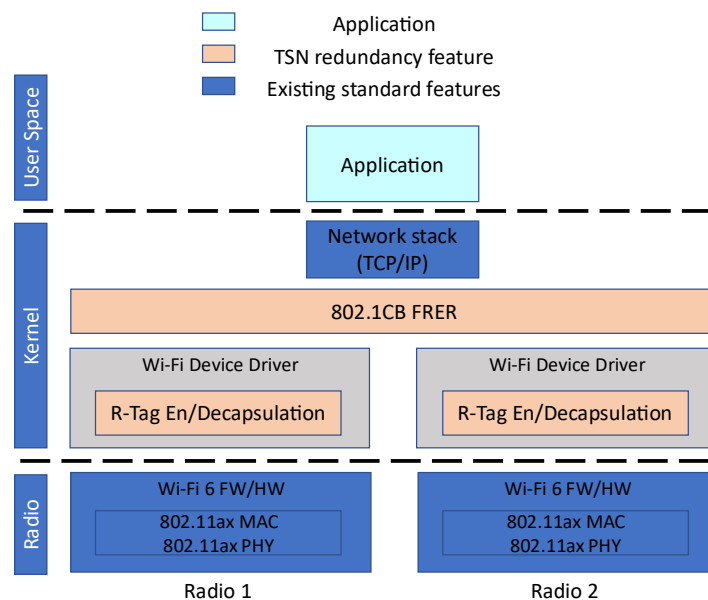 Application
TSN redundancy feature
Existing standard features
User Space
Application
Network stack
(TCP/IP)
Kernel
802.1CB FRER
Wi-Fi Device Driver
R-Tag En/Decapsulation
Wi-Fi Device Driver
R-Tag En/Decapsulation
Radio
Wi-Fi 6 FW/HW
802.11ax MAC
802.11ax PHY
Wi-Fi 6 FW/HW
802.11ax MAC
802.11ax PHY
Radio 1
Radio 2